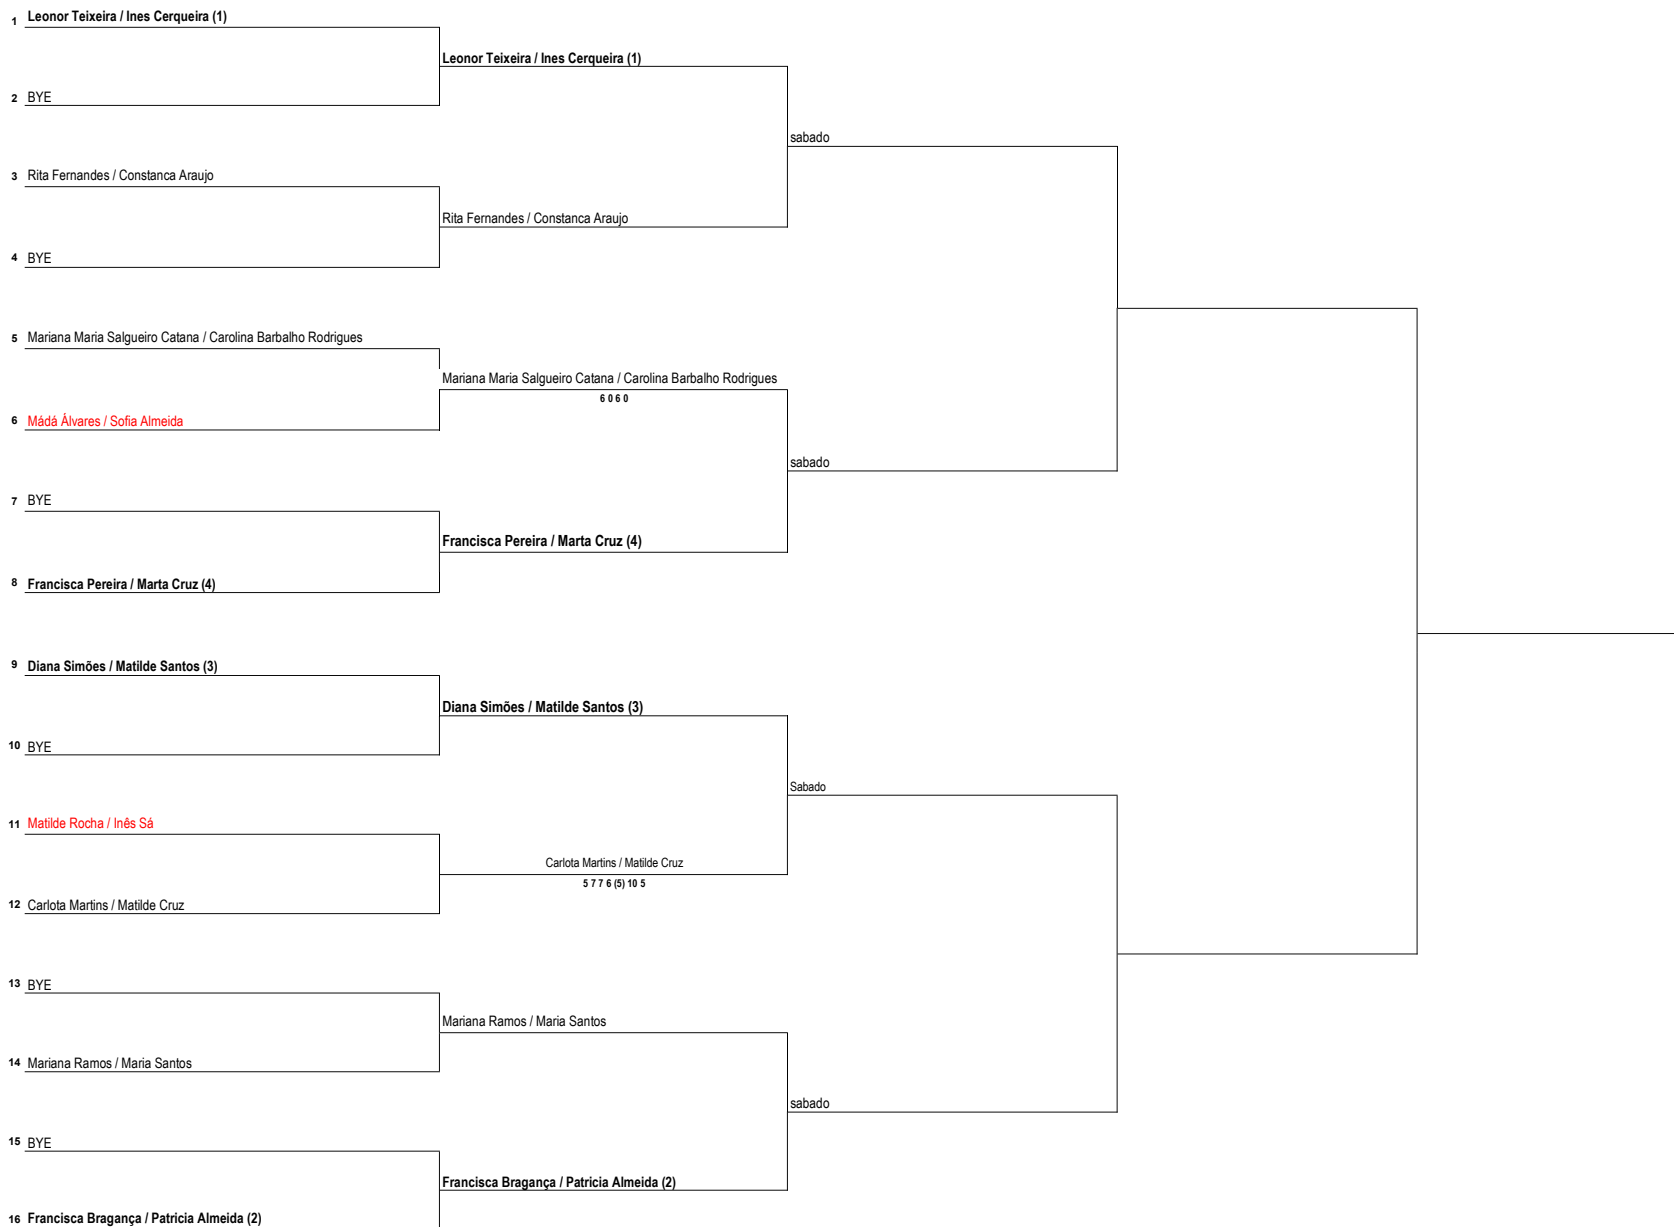 1 Leonor Teixeira / Ines Cerqueira (1)
Leonor Teixeira / Ines Cerqueira (1)
2 BYE
sabado
3 Rita Fernandes / Constanca Araujo
Rita Fernandes / Constanca Araujo
4 BYE
5 Mariana Maria Salgueiro Catana / Carolina Barbalho Rodrigues
Mariana Maria Salgueiro Catana / Carolina Barbalho Rodrigues
6 0 6 0
6 Mádá Álvares / Sofia Almeida
sabado
7 BYE
Francisca Pereira / Marta Cruz (4)
8 Francisca Pereira / Marta Cruz (4)
9 Diana Simões / Matilde Santos (3)
Diana Simões / Matilde Santos (3)
10 BYE
Sabado
11 Matilde Rocha / Inês Sá
Carlota Martins / Matilde Cruz
5 7 7 6 (5) 10 5
12 Carlota Martins / Matilde Cruz
13 BYE
Mariana Ramos / Maria Santos
14 Mariana Ramos / Maria Santos
sabado
15 BYE
Francisca Bragança / Patricia Almeida (2)
16 Francisca Bragança / Patricia Almeida (2)